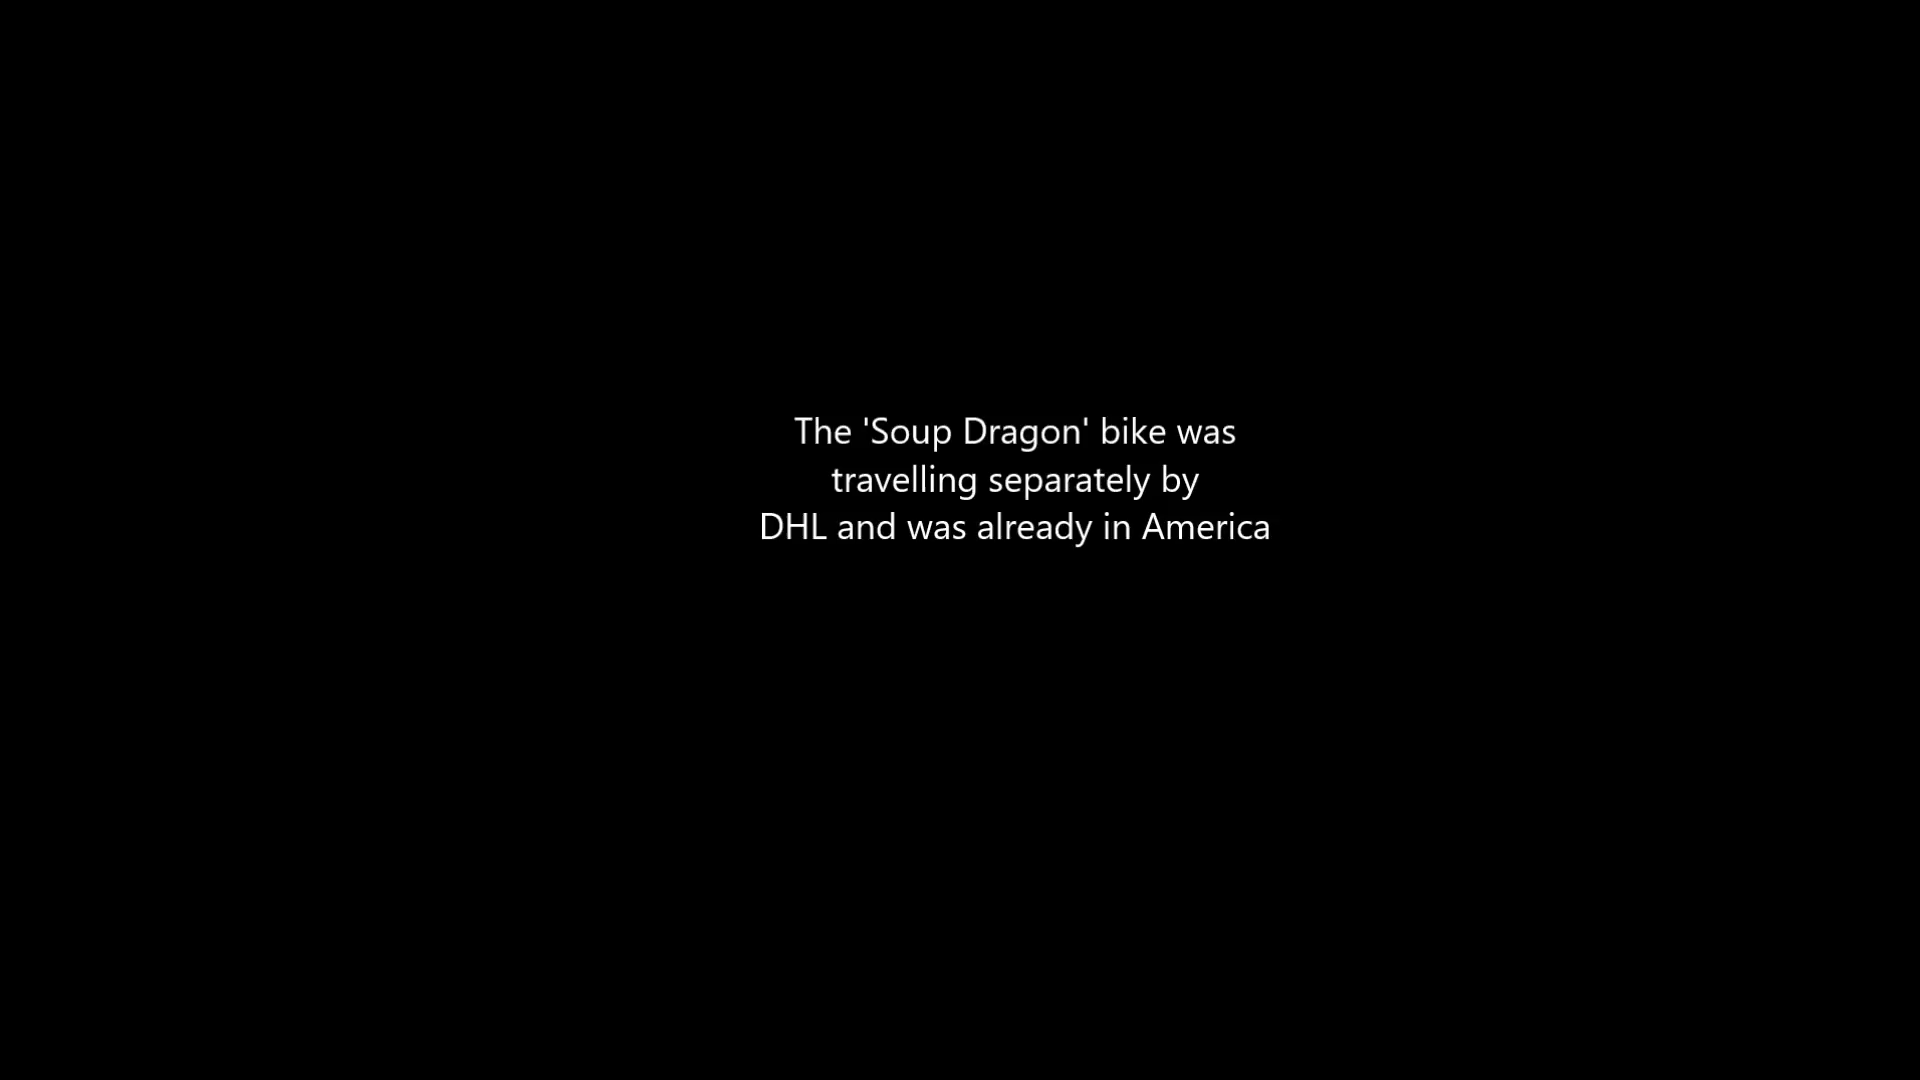 The 'Soup Dragon' bike was
travelling separately by
DHL and was already in America